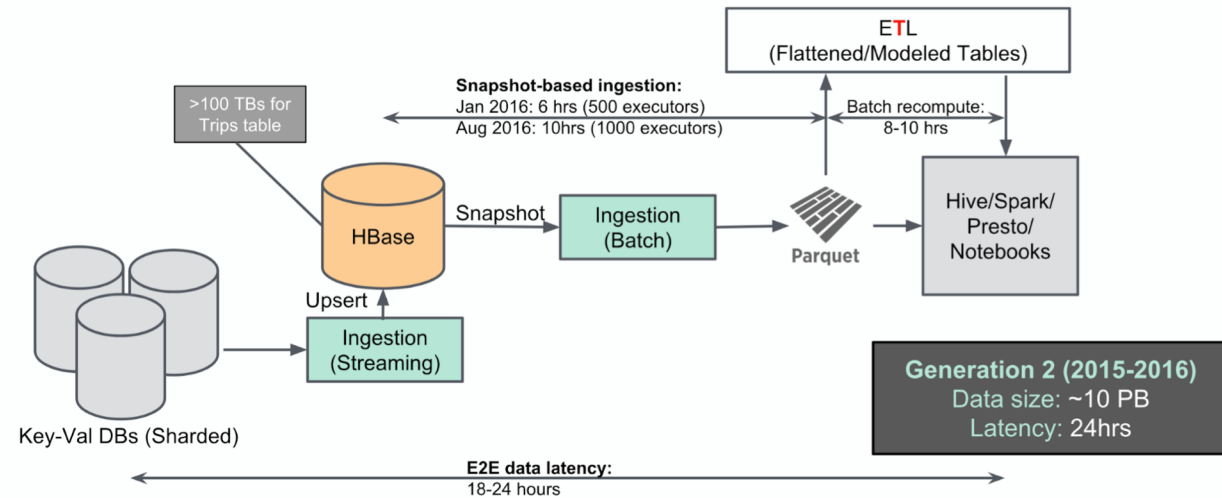 ETL
(Flattened/Modeled Tables)
Snapshot-based ingestion:
Jan 2016: 6 hrs (500 executors)
Aug 2016: 10hrs (1000 executors)
Batch recompute:
8-10 hrs
>100 TBs for
Trips table
HBase
Snapshot
Ingestion
(Batch)
Parquet
Hive/Spark/
Presto/
Notebooks
Upsert
Ingestion
(Streaming)
Key-Val DBs (Sharded)
Generation 2 (2015-2016)
Data size: ~10 PB
Latency: 24hrs
E2E data latency:
18-24 hours